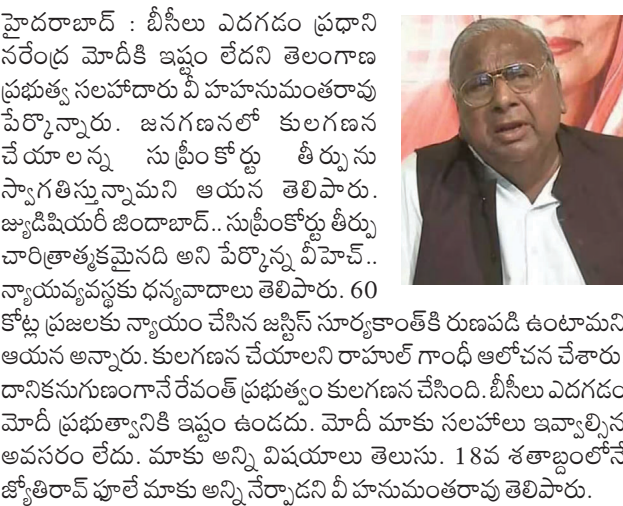 హైదరాబాద్ : బీసీలు ఎదగడం ప్రధాని
నరేంద్ర మోదీకి ఇష్టం లేదని తెలంగాణ
ప్రభుత్వ సలహాదారు వీ హహనుమంతరావు
పేర్కొన్నారు. జనగణనలో కులగణన
చేయాలన్న సుప్రీంకోర్టు తీర్పును
స్వాగతిస్తున్నామని ఆయన తెలిపారు.
జ్యుడిషియరీ జిందాబాద్.. సుప్రీంకోర్టు తీర్పు
చారిత్రాత్మకమైనది అని పేర్కొన్న వీహెచ్..
న్యాయవ్యవస్థకు ధన్యవాదాలు తెలిపారు. 60
కోట్ల ప్రజలకు న్యాయం చేసిన జస్టిస్ సూర్యకాంత్‌కి రుణపడి ఉంటామని
ఆయన అన్నారు. కులగణన చేయాలని రాహుల్ గాంధీ ఆలోచన చేశారు
దానికనుగుణంగానే రేవంత్ ప్రభుత్వం కులగణన చేసింది. బీసీలు ఎదగడం
మోదీ ప్రభుత్వానికి ఇష్టం ఉండదు. మోదీ మాకు సలహాలు ఇవ్వాల్సిన
అవసరం లేదు. మాకు అన్ని విషయాలు తెలుసు. 18వ శతాబ్దంలోనే
జ్యోతిరావ్ ఫూలే మాకు అన్ని నేర్పాడని వీ హనుమంతరావు తెలిపారు.